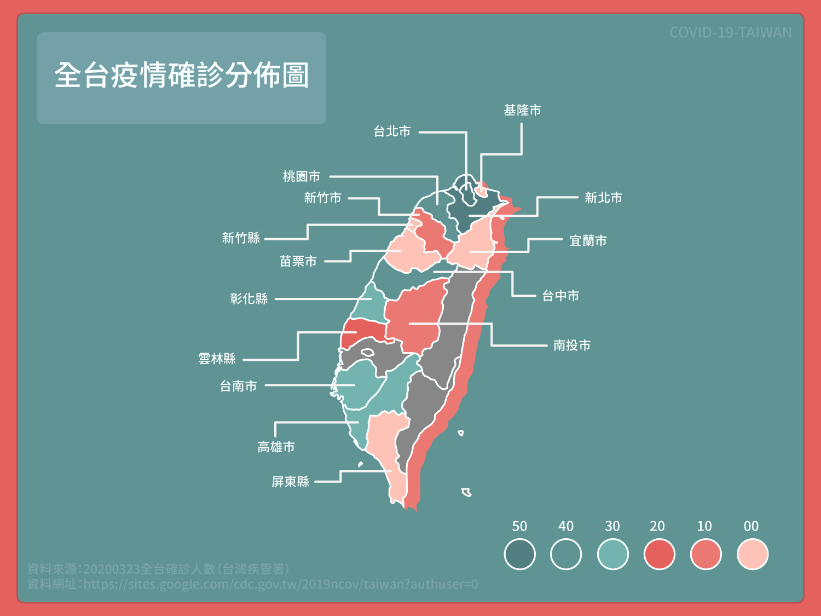 COVID-19-TAIWAN
全台疫情確診分佈圖
基隆市
台北市
桃園市
新竹市
新北市
新竹縣
宜蘭市
苗栗市
彰化縣
台中市
南投市
雲林縣
台南市
高雄市
屏東縣
50 40 30 20 10 00
資料來源：20200323全台確診人數（台灣疾管署）
資料網址：https://sites.google.com/cdc.gov.tw/2019ncov/taiwan?authuser=0